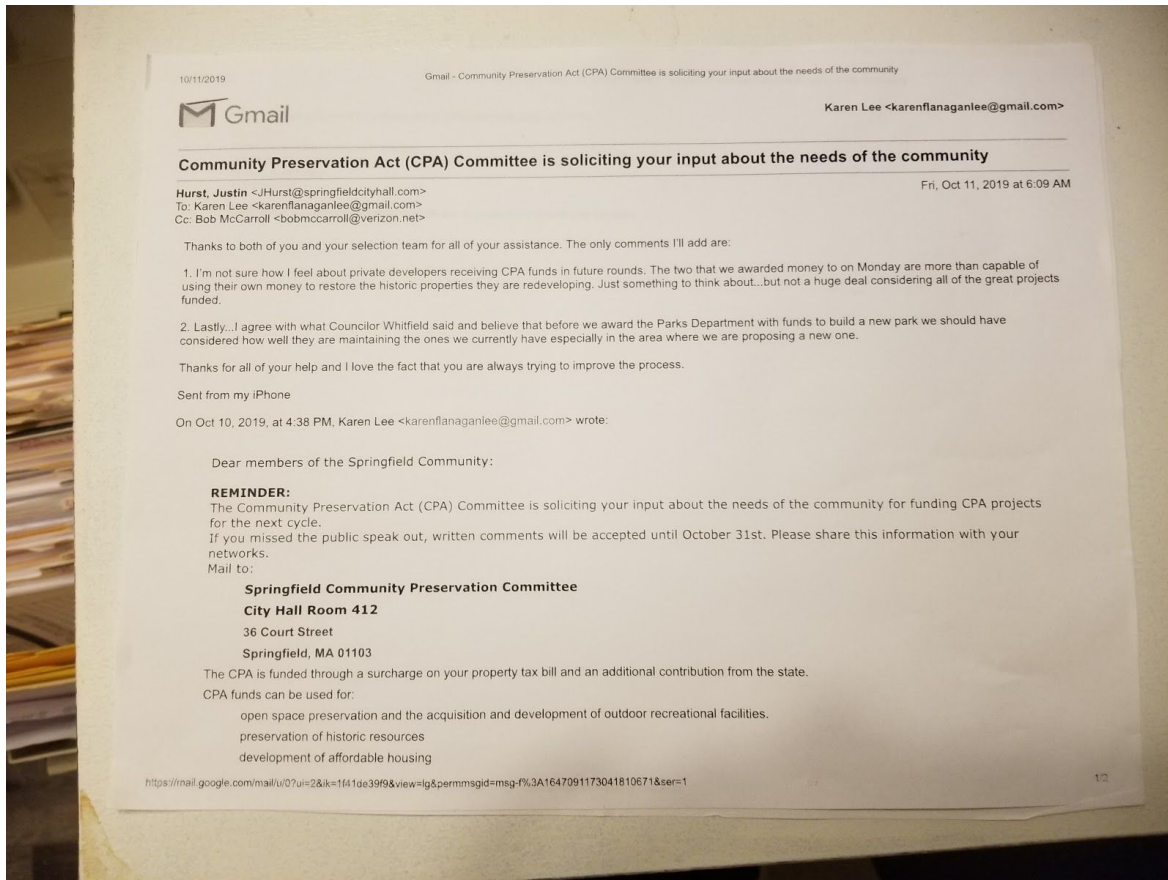 10/11/2019
Gmail - Community Preservation Act (CPA) Committee is soliciting your input about the needs of the community
Gmail
Karen Lee <karenflanaganlee@gmail.com>
Community Preservation Act (CPA) Committee is soliciting your input about the needs of the community
Hurst, Justin <JHurst@springfieldcityhall.com>
Fri, Oct 11, 2019 at 6:09 AM
To: Karen Lee <karenflanaganlee@gmail.com>
Cc: Bob McCarroll <bobmccarroll@verizon.net>
Thanks to both of you and your selection team for all of your assistance. The only comments I'll add are:
1. I'm not sure how I feel about private developers receiving CPA funds in future rounds. The two that we awarded money to on Monday are more than capable of
using their own money to restore the historic properties they are redeveloping. Just something to think about...but not a huge deal considering all of the great projects
funded.
2. Lastly...I agree with what Councilor Whitfield said and believe that before we award the Parks Department with funds to build a new park we should have
considered how well they are maintaining the ones we currently have especially in the area where we are proposing a new one.
Thanks for all of your help and I love the fact that you are always trying to improve the process.
Sent from my iPhone
On Oct 10, 2019, at 4:38 PM, Karen Lee <karenflanaganlee@gmail.com> wrote:
Dear members of the Springfield Community:
REMINDER:
The Community Preservation Act (CPA) Committee is soliciting your input about the needs of the community for funding CPA projects
for the next cycle.
If you missed the public speak out, written comments will be accepted until October 31st. Please share this information with your
networks.
Mail to:
Springfield Community Preservation Committee
City Hall Room 412
36 Court Street
Springfield, MA 01103
The CPA is funded through a surcharge on your property tax bill and an additional contribution from the state.
CPA funds can be used for:
open space preservation and the acquisition and development of outdoor recreational facilities.
preservation of historic resources
development of affordable housing
https://mail.google.com/mail/u/0?ui=2&ik=1f41de39f9&view=lg&permmsgid=msg-f%3A1647091173041810671&ser=1
1/2